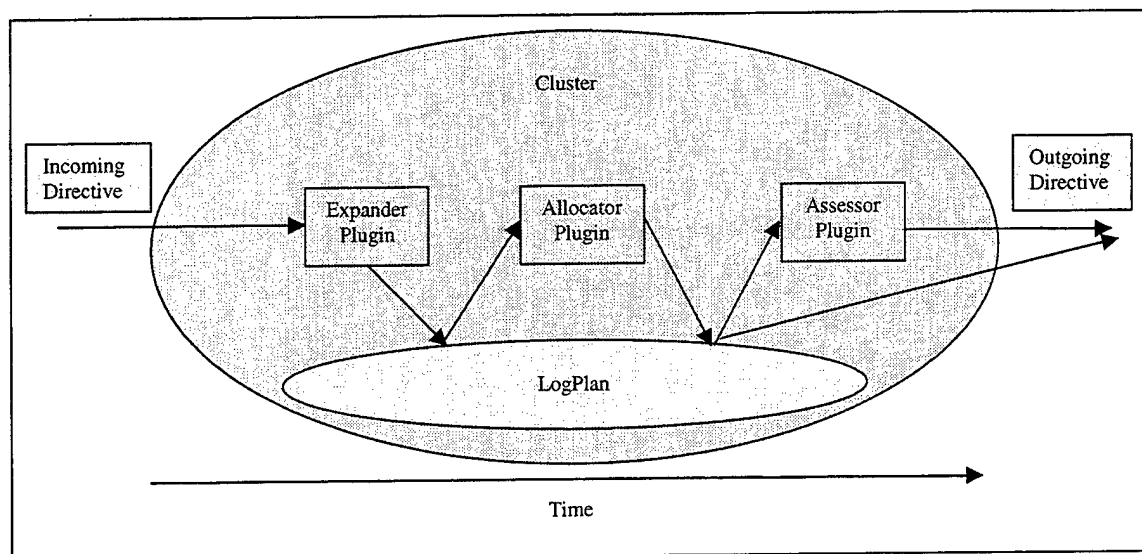 Cluster
Incoming
Directive
Outgoing
Directive
Expander
Plugin
Allocator
Plugin
Assessor
Plugin
LogPlan
Time